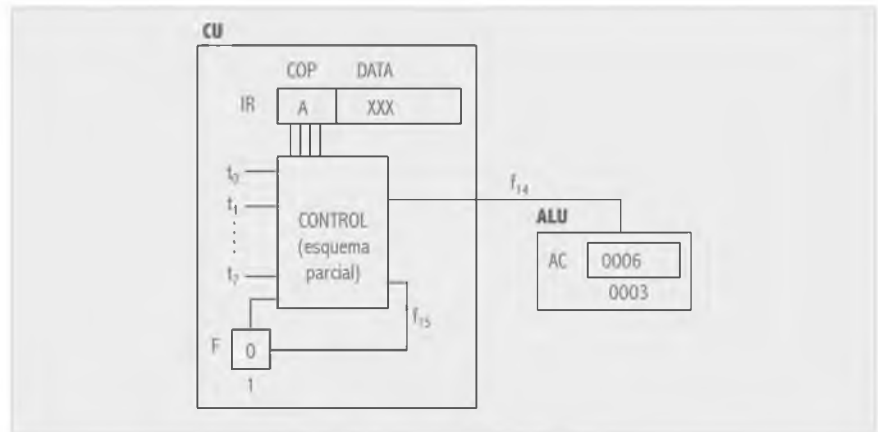 CU
COP DATA
IR A XXX
t₀
t₁
CONTROL
(esquema
parcial)
t₇
f₁₄
ALU
AC 0006
0003
f₁₅
F 0
1